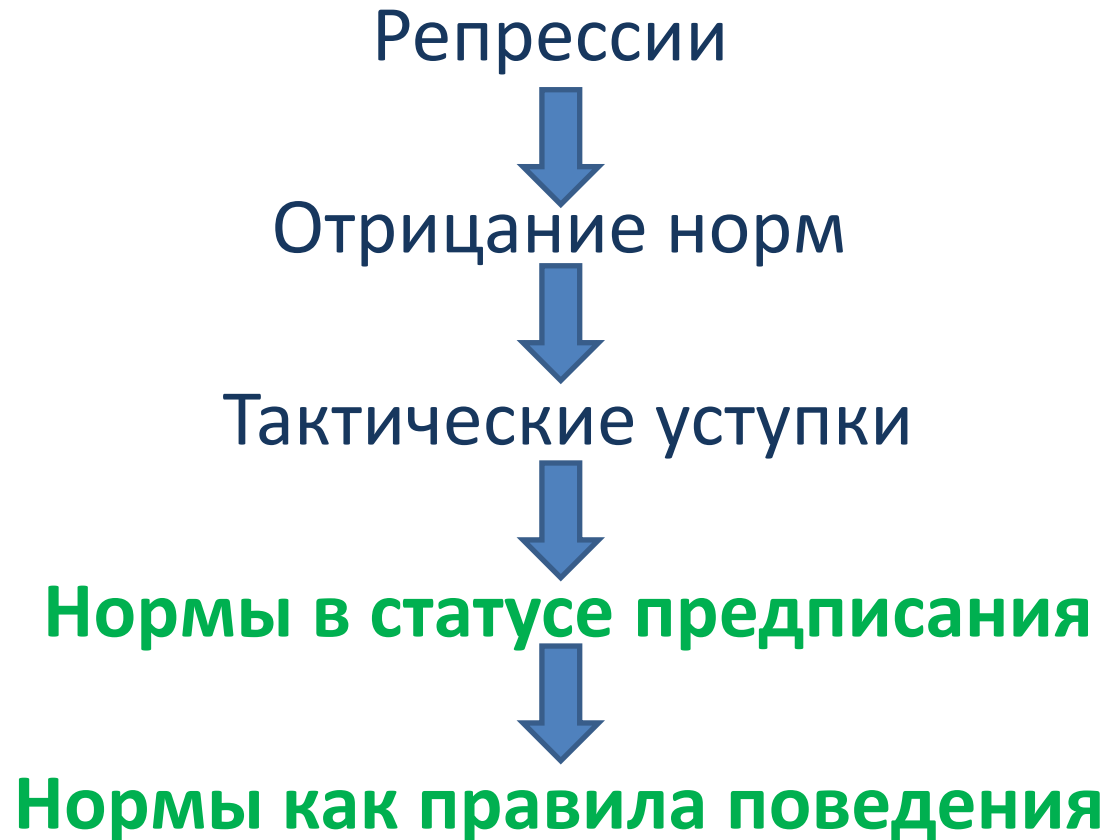 Репрессии
Отрицание норм
Тактические уступки
Нормы в статусе предписания
Нормы как правила поведения